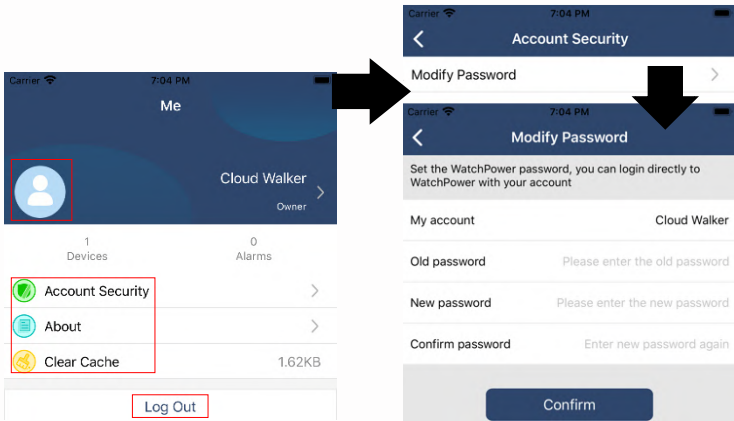 Carrier 7:04 PM
Me
Cloud Walker
Owner
1 0
Devices Alarms
Account Security
About
Clear Cache 1.62KB
Log Out
Carrier 7:04 PM
Account Security
Modify Password
Carrier 7:04 PM
Modify Password
Set the WatchPower password, you can login directly to
WatchPower with your account
My account Cloud Walker
Old password Please enter the old password
New password Please enter the new password
Confirm password Enter new password again
Confirm